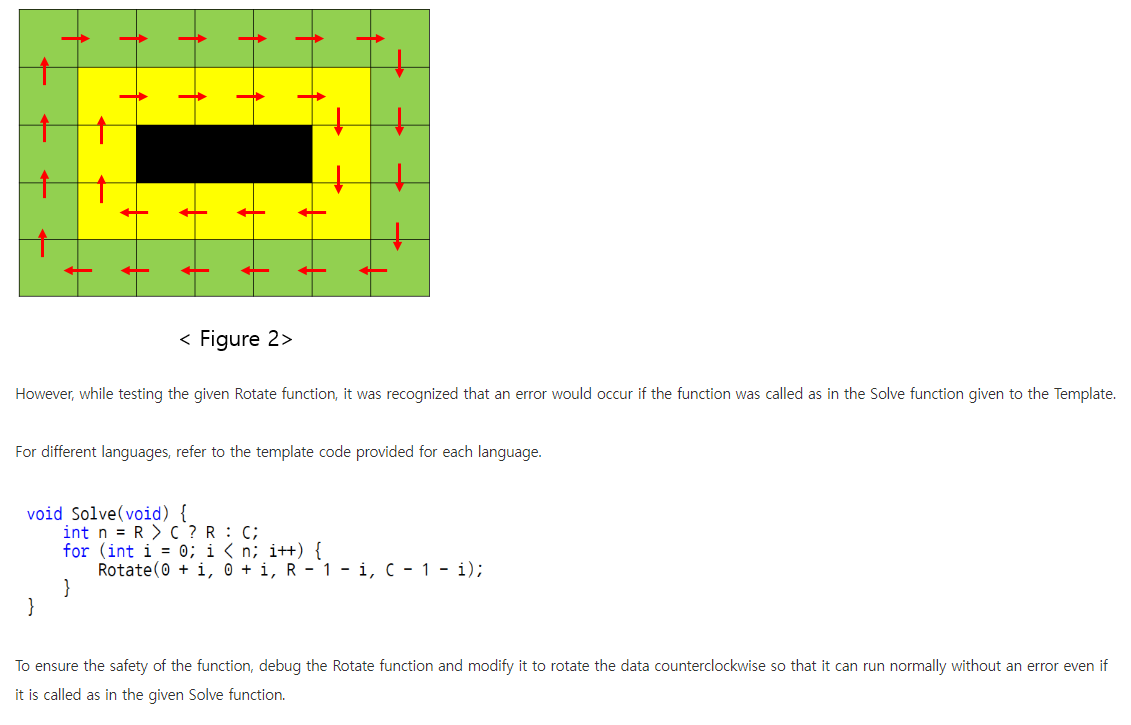 < Figure 2>
However, while testing the given Rotate function, it was recognized that an error would occur if the function was called as in the Solve function given to the Template.
For different languages, refer to the template code provided for each language.
void Solve(void) {
    int n = R > C ? R : C;
    for (int i = 0; i < n; i++) {
        Rotate(0 + i, 0 + i, R - 1 - i, C - 1 - i);
    }
}
To ensure the safety of the function, debug the Rotate function and modify it to rotate the data counterclockwise so that it can run normally without an error even if
it is called as in the given Solve function.